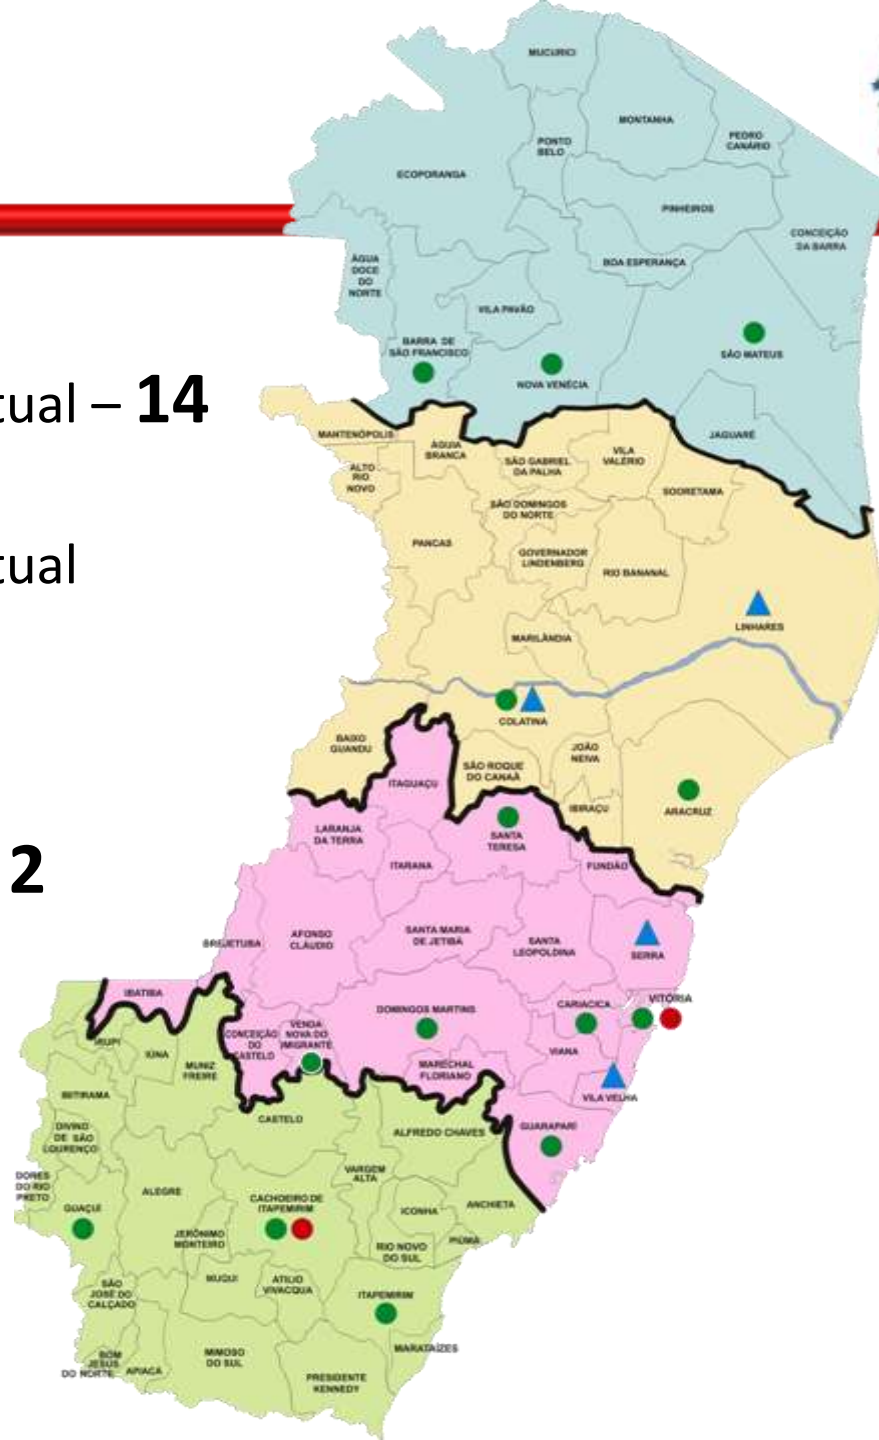 MUCURICI
MONTANHA
PEDRO
CANÁRIO
PONTO
BELO
ECOPORANGA
PINHEIROS
CONCEIÇÃO
DA BARRA
ÁGUA
DOCE
DO
NORTE
BOA ESPERANÇA
VILA PAVÃO
BARRA DE
SÃO FRANCISCO
SÃO MATEUS
NOVA VENÉCIA
tual – 14
MANTENÓPOLIS
ÁGUIA
BRANCA
JAGUARÉ
VILA
VALÉRIO
SÃO GABRIEL
DA PALHA
ALTO
RIO
NOVO
SOORETAMA
SÃO DOMINGOS
DO NORTE
PANCAS
GOVERNADOR
LINDENBERG
RIO BANANAL
tual
LINHARES
MARILÂNDIA
COLATINA
BAIXO
GUANDU
JOÃO
NEIVA
SÃO ROQUE
DO CANAÃ
ITAGUAÇU
IBIRAÇU
ARACRUZ
LARANJA
DA TERRA
SANTA
TERESA
ITARANA
FUNDÃO
2
BREJETUBA
AFONSO
CLÁUDIO
SANTA MARIA
DE JETIBÁ
SANTA
LEOPOLDINA
SERRA
IBATIBA
VITÓRIA
CARIACICA
DOMINGOS MARTINS
VENDA
NOVA DO
IMIGRANTE
CONCEIÇÃO
DO
CASTELO
IRUPI
IÚNA
VIANA
MUNIZ
FREIRE
MARECHAL
FLORIANO
VILA VELHA
IBITIRAMA
CASTELO
ALFREDO CHAVES
GUARAPARI
DIVINO
DE SÃO
LOURENÇO
VARGEM
ALTA
DORES
DO RIO
PRETO
ALEGRE
CACHOEIRO DE
ITAPEMIRIM
ANCHIETA
GUAÇUÍ
ICONHA
JERÔNIMO
MONTEIRO
PIÚMA
RIO NOVO
DO SUL
MUQUI
ATILIO
VIVACQUA
SÃO
JOSÉ DO
CALÇADO
ITAPEMIRIM
MARATAÍZES
BOM
JESUS
DO NORTE
APIACÁ
MIMOSO
DO SUL
PRESIDENTE
KENNEDY